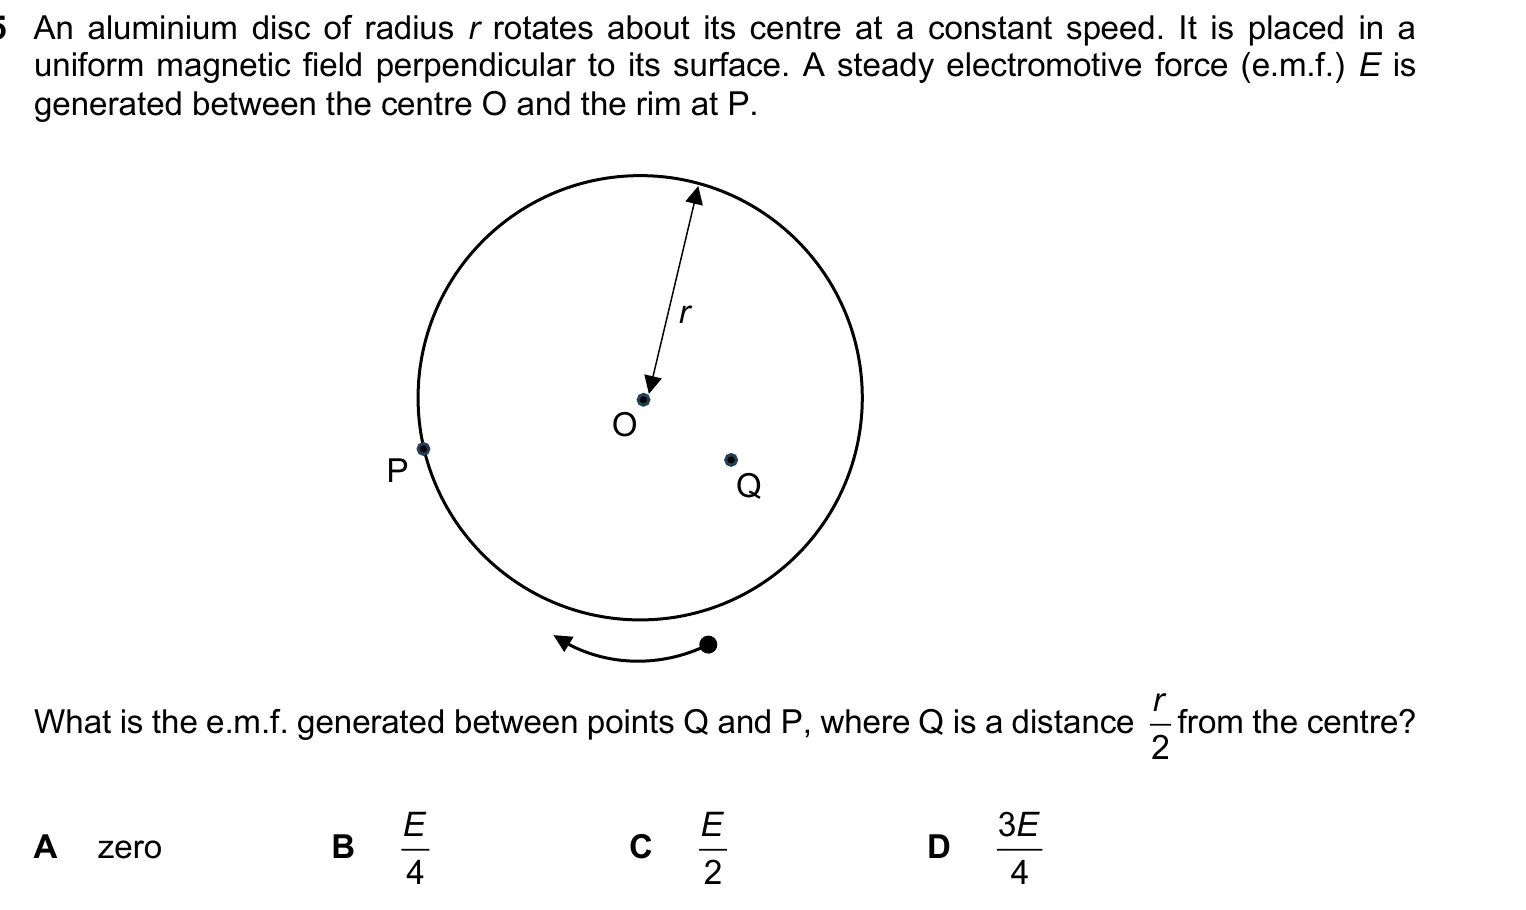 5 An aluminium disc of radius r rotates about its centre at a constant speed. It is placed in a
uniform magnetic field perpendicular to its surface. A steady electromotive force (e.m.f.) E is
generated between the centre O and the rim at P.
r
O
P
Q
What is the e.m.f. generated between points Q and P, where Q is a distance r/2 from the centre?
A zero B E/4 C E/2 D 3E/4